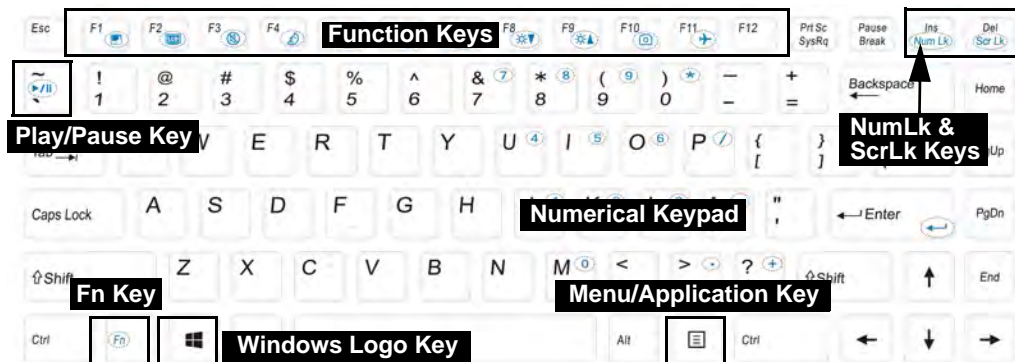 Esc F1 F2 F3 F4 Function Keys F8 F9 F10 F11 F12 Prt Sc SysRq Pause Break Ins Num Lk Del Scr Lk
~ ` ! 1 @ 2 # 3 $ 4 % 5 ^ 6 & 7 7 * 8 8 ( 9 9 ) 0 * _ - + = Backspace Home
Play/Pause Key
NumLk &
ScrLk Keys
Tab E R T Y U 4 I 5 O 6 P / { [ } ]
Caps Lock A S D F G H Numerical Keypad " ' Enter PgDn
Shift Z X C V B N M 0 < > . ? + Shift End
Fn Key
Menu/Application Key
Ctrl Fn Alt Ctrl
Windows Logo Key